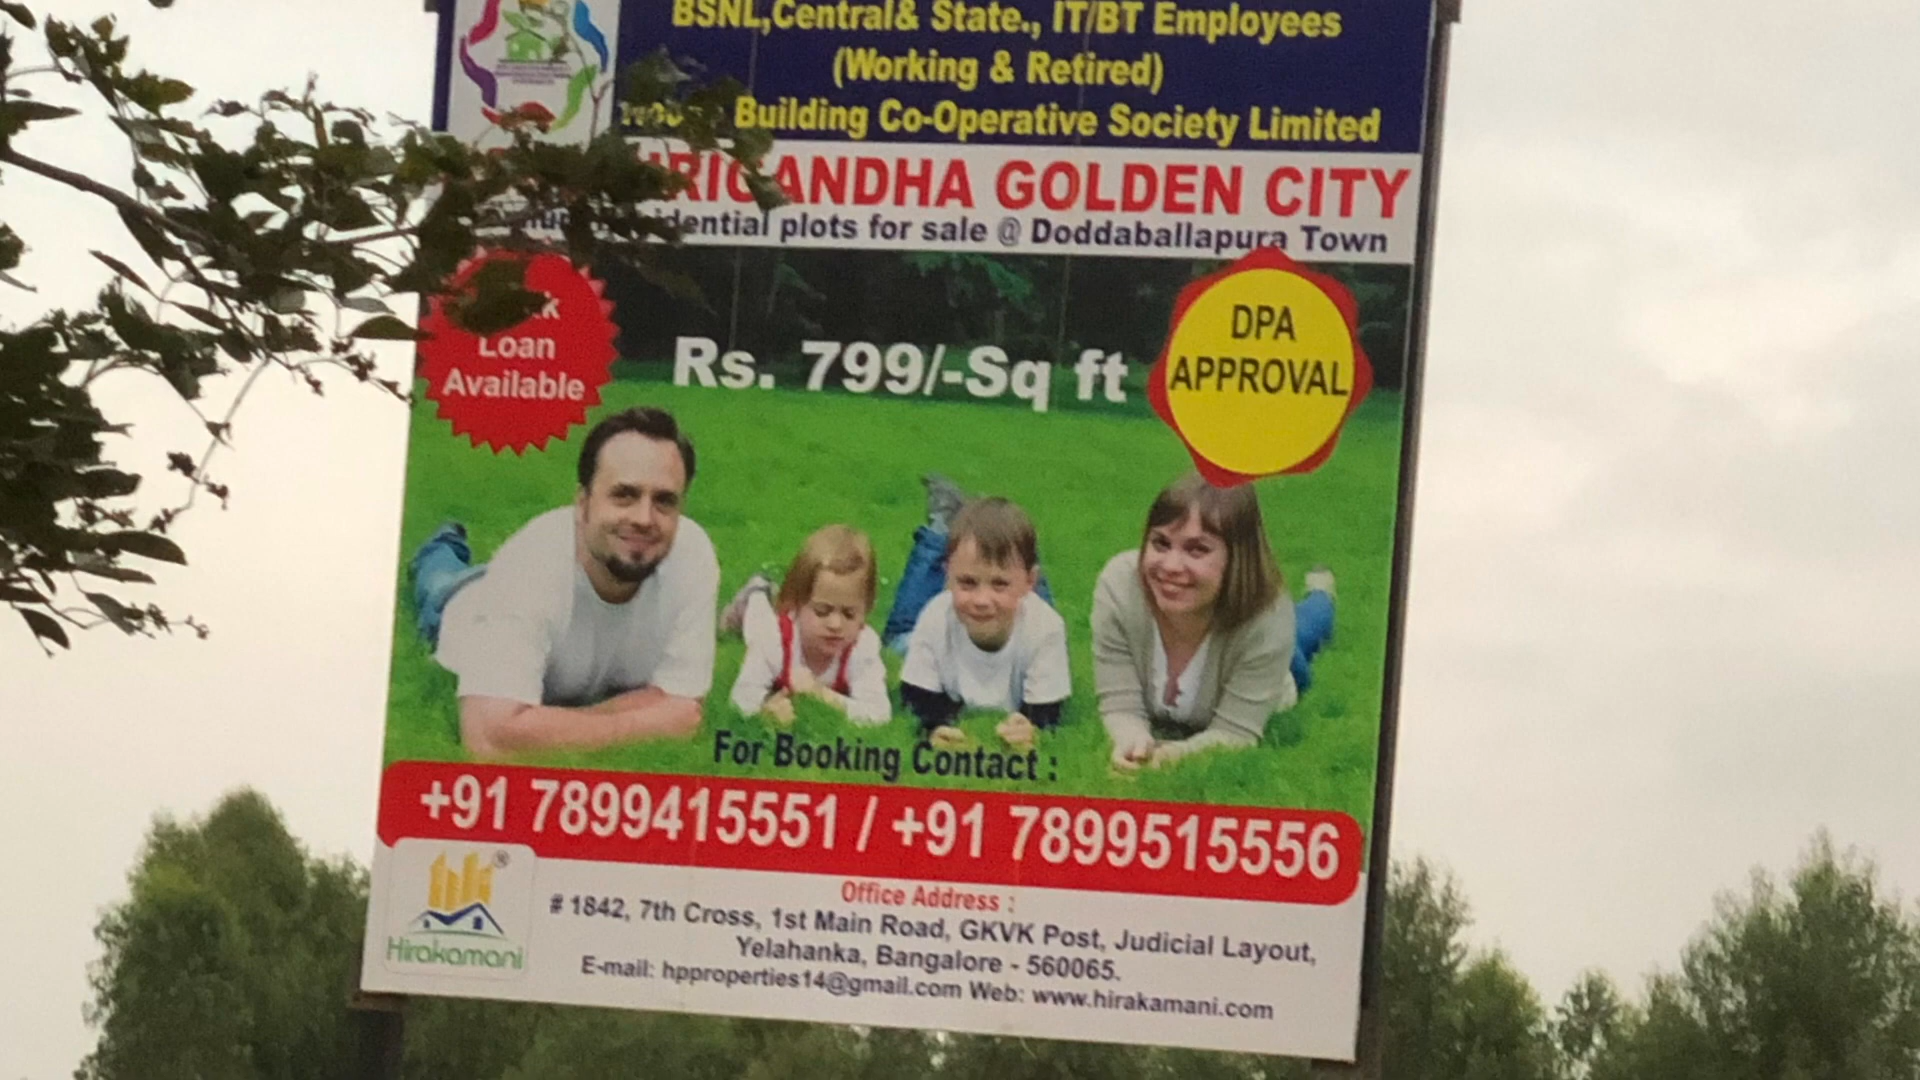 BSNL,Central& State., IT/BT Employees
(Working & Retired)
Building Co-Operative Society Limited
GOLDEN CITY
plots for sale @ Doddaballapura Town
Loan
Available
Rs. 799/-Sq ft
DPA
APPROVAL
For Booking Contact :
+91 7899415551 / +91 7899515556
Office Address :
# 1842, 7th Cross, 1st Main Road, GKVK Post, Judicial Layout,
Yelahanka, Bangalore - 560065.
E-mail: hpproperties14@gmail.com Web: www.hirakamani.com
Hirakamani
®